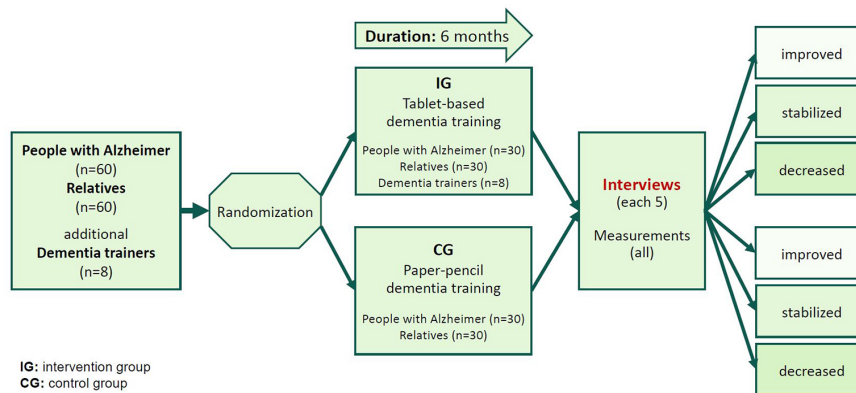 Duration: 6 months
People with Alzheimer
(n=60)
Relatives
(n=60)
additional
Dementia trainers
(n=8)
Randomization
IG
Tablet-based
dementia training
People with Alzheimer (n=30)
Relatives (n=30)
Dementia trainers (n=8)
CG
Paper-pencil
dementia training
People with Alzheimer (n=30)
Relatives (n=30)
Interviews
(each 5)
Measurements
(all)
improved
stabilized
decreased
improved
stabilized
decreased
IG: intervention group
CG: control group